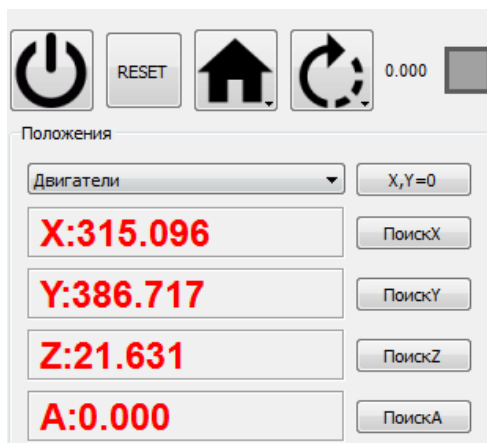 RESET 0.000
Положения
Двигатели X,Y=0
X:315.096 ПоискX
Y:386.717 ПоискY
Z:21.631 ПоискZ
A:0.000 ПоискA